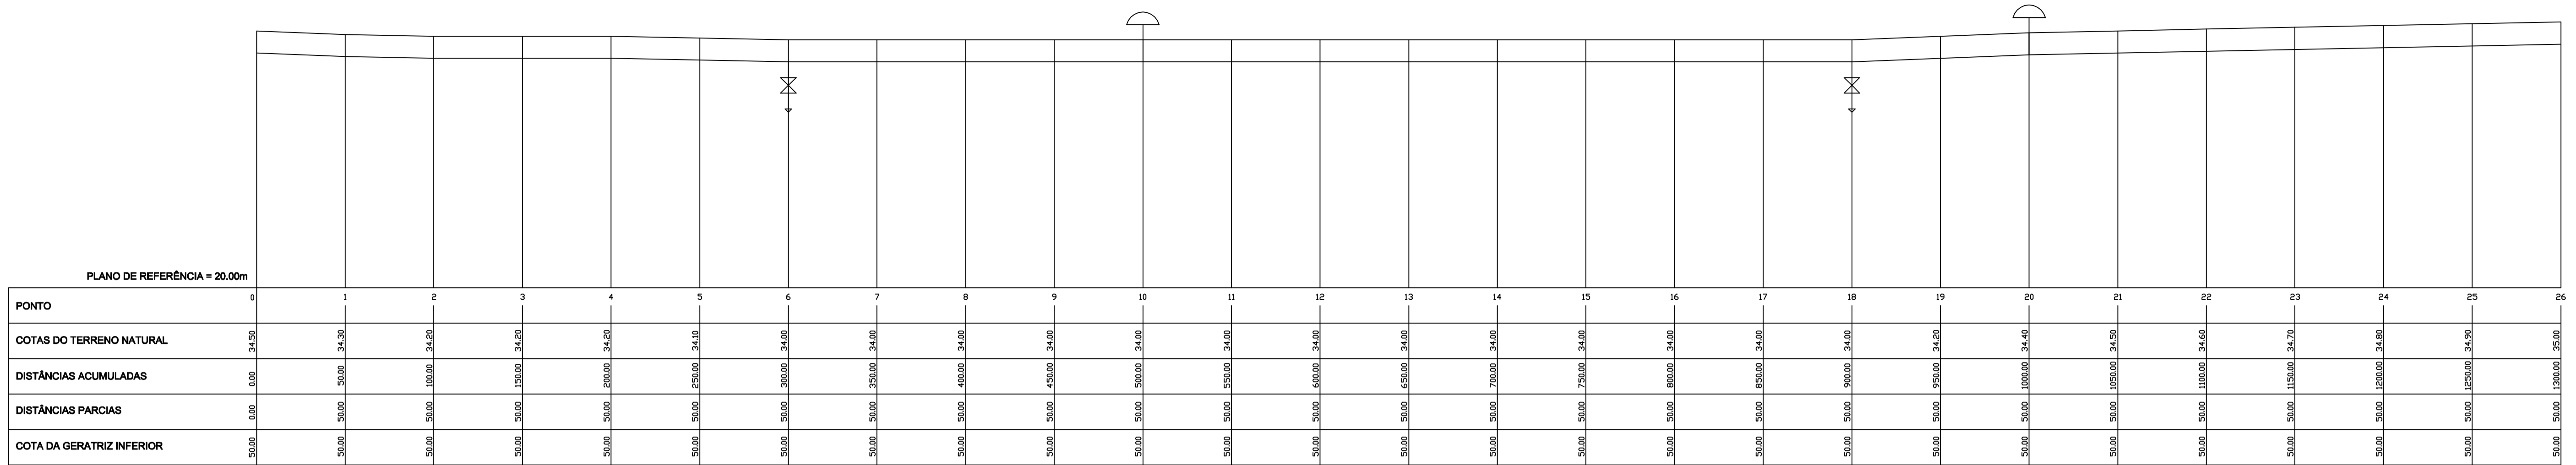 PLANO DE REFERÊNCIA = 20.00m
PONTO 0 1 2 3 4 5 6 7 8 9 10 11 12 13 14 15 16 17 18 19 20 21 22 23 24 25 26
COTAS DO TERRENO NATURAL 34.50 34.30 34.20 34.20 34.20 34.10 34.00 34.00 34.00 34.00 34.00 34.00 34.00 34.00 34.00 34.00 34.00 34.00 34.00 34.20 34.40 34.50 34.60 34.70 34.80 34.90 35.00
DISTÂNCIAS ACUMULADAS 0.00 50.00 100.00 150.00 200.00 250.00 300.00 350.00 400.00 450.00 500.00 550.00 600.00 650.00 700.00 750.00 800.00 850.00 900.00 950.00 1000.00 1050.00 1100.00 1150.00 1200.00 1250.00 1300.00
DISTÂNCIAS PARCIAS 0.00 50.00 50.00 50.00 50.00 50.00 50.00 50.00 50.00 50.00 50.00 50.00 50.00 50.00 50.00 50.00 50.00 50.00 50.00 50.00 50.00 50.00 50.00 50.00 50.00 50.00 50.00
COTA DA GERATRIZ INFERIOR 50.00 50.00 50.00 50.00 50.00 50.00 50.00 50.00 50.00 50.00 50.00 50.00 50.00 50.00 50.00 50.00 50.00 50.00 50.00 50.00 50.00 50.00 50.00 50.00 50.00 50.00 50.00